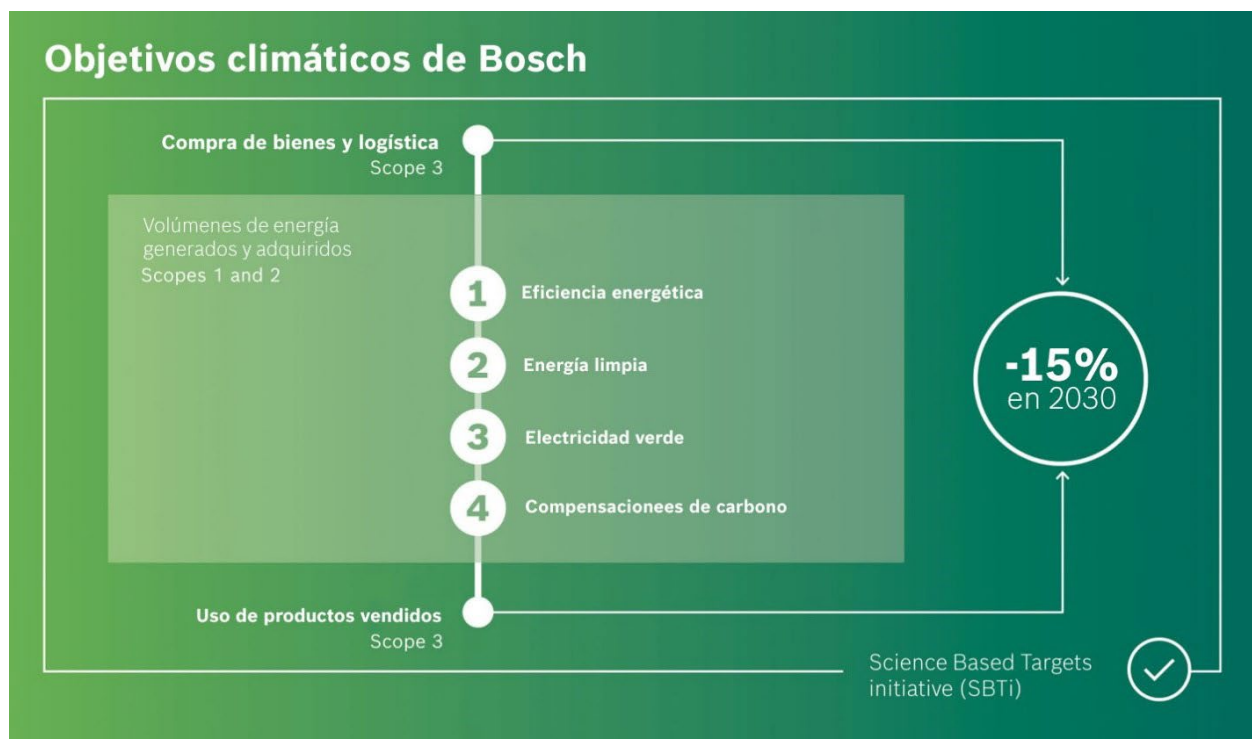 Objetivos climáticos de Bosch
Compra de bienes y logística
Scope 3
Volúmenes de energía
generados y adquiridos
Scopes 1 and 2
1 Eficiencia energética
2 Energía limpia
3 Electricidad verde
4 Compensacionees de carbono
-15%
en 2030
Uso de productos vendidos
Scope 3
Science Based Targets
initiative (SBTi)